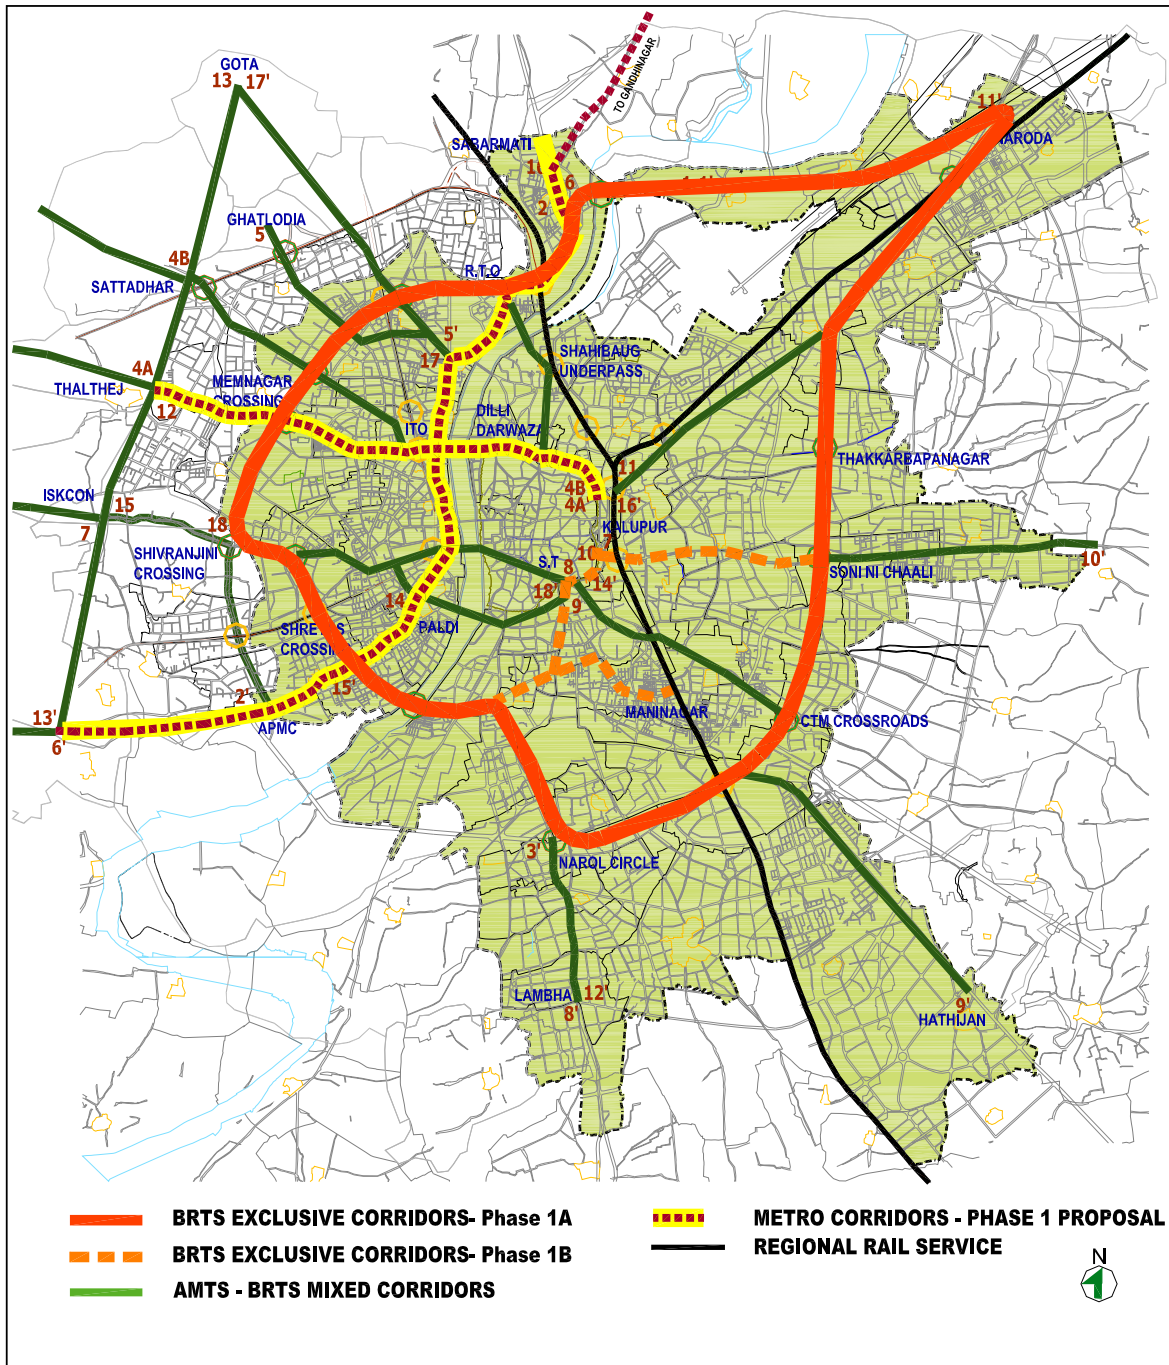 GOTA
13 17'
TO GANDHINAGAR
SABARMATI
11'
NARODA
6
2
GHATLODIA
5
4B
SATTADHAR
R.T.O
5'
17
SHAHIBAUG
UNDERPASS
4A
THALTHEJ
12
MEMNAGAR
CROSSING
ITO
DILLI
DARWAZA
THAKKARBAPANAGAR
11
4B
4A'
16'
KALUPUR
ISKCON
15
7
18'
SHIVRANJINI
CROSSING
S.T
8
18
9
14'
7'
SONI NI CHAALI
10'
14
PALDI
SHREYAS
CROSSING
15'
2'
13'
6'
APMC
MANINAGAR
CTM CROSSROADS
3'
NAROL CIRCLE
LAMBHA
12'
8'
9'
HATHIJAN
BRTS EXCLUSIVE CORRIDORS- Phase 1A
BRTS EXCLUSIVE CORRIDORS- Phase 1B
AMTS - BRTS MIXED CORRIDORS
METRO CORRIDORS - PHASE 1 PROPOSAL
REGIONAL RAIL SERVICE
N